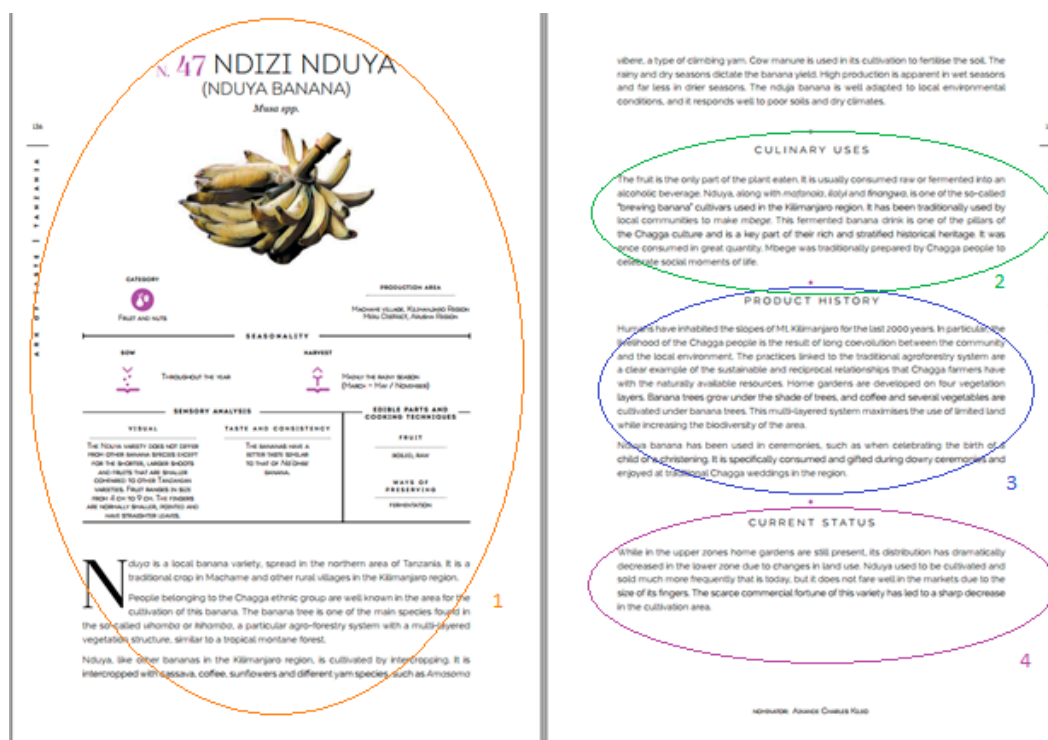 N. 47 NDIZI NDUYA
(NDUYA BANANA)
Musa spp.
136
ARK OF TASTE | TANZANIA
CATEGORY
FRUIT AND NUTS
PRODUCTION AREA
MACHAME VILLAGE, KILIMANJARO REGION
MERU DISTRICT, ARUSHA REGION
SEASONALITY
SOW
THROUGHOUT THE YEAR
HARVEST
MAINLY THE RAINY SEASON
(MARCH - MAY / NOVEMBER)
SENSORY ANALYSIS
VISUAL
THE NDUYA VARIETY DOES NOT DIFFER
FROM OTHER BANANA SPECIES EXCEPT
FOR THE SHORTER, LARGER SHOOTS
AND FRUITS THAT ARE SMALLER
COMPARED TO OTHER TANZANIAN
VARIETIES. FRUIT RANGES IN SIZE
FROM 4 CM TO 9 CM. THE FINGERS
ARE NORMALLY SMALLER, POINTED AND
HAVE STRAIGHTER LEAVES.
TASTE AND CONSISTENCY
THE BANANAS HAVE A
BITTER TASTE SIMILAR
TO THAT OF
BANANA.
EDIBLE PARTS AND
COOKING TECHNIQUES
FRUIT
BOILED, RAW
WAYS OF
PRESERVING
FERMENTATION
Nduya is a local banana variety, spread in the northern area of Tanzania. It is a
traditional crop in Machame and other rural villages in the Kilimanjaro region.
People belonging to the Chagga ethnic group are well known in the area for the
cultivation of this banana. The banana tree is one of the main species found in
the so-called vihamba or kihamba, a particular agro-forestry system with a multi-layered
vegetation structure, similar to a tropical montane forest.
Nduya, like other bananas in the Kilimanjaro region, is cultivated by intercropping. It is
intercropped with cassava, coffee, sunflowers and different yam species, such as Amasoma
1
vibere, a type of climbing yam. Cow manure is used in its cultivation to fertilise the soil. The
rainy and dry seasons dictate the banana yield. High production is apparent in wet seasons
and far less in drier seasons. The nduja banana is well adapted to local environmental
conditions, and it responds well to poor soils and dry climates.
CULINARY USES
The fruit is the only part of the plant eaten. It is usually consumed raw or fermented into an
alcoholic beverage. Nduya, along with mafanaia, ilalyi and finangwa, is one of the so-called
"brewing banana" cultivars used in the Kilimanjaro region. It has been traditionally used by
local communities to make mbege. This fermented banana drink is one of the pillars of
the Chagga culture and is a key part of their rich and stratified historical heritage. It was
once consumed in great quantity. Mbege was traditionally prepared by Chagga people to
celebrate social moments of life.
2
PRODUCT HISTORY
Humans have inhabited the slopes of Mt. Kilimanjaro for the last 2000 years. In particular, the
livelihood of the Chagga people is the result of long coevolution between the community
and the local environment. The practices linked to the traditional agroforestry system are
a clear example of the sustainable and reciprocal relationships that Chagga farmers have
with the naturally available resources. Home gardens are developed on four vegetation
layers. Banana trees grow under the shade of trees, and coffee and several vegetables are
cultivated under banana trees. This multi-layered system maximises the use of limited land
while increasing the biodiversity of the area.
Nduya banana has been used in ceremonies, such as when celebrating the birth of a
child or a christening. It is specifically consumed and gifted during dowry ceremonies and
enjoyed at traditional Chagga weddings in the region.
3
CURRENT STATUS
While in the upper zones home gardens are still present, its distribution has dramatically
decreased in the lower zone due to changes in land use. Nduya used to be cultivated and
sold much more frequently that is today, but it does not fare well in the markets due to the
size of its fingers. The scarce commercial fortune of this variety has led to a sharp decrease
in the cultivation area.
4
NOMINATOR: ADVANCE CHARLES KILEO